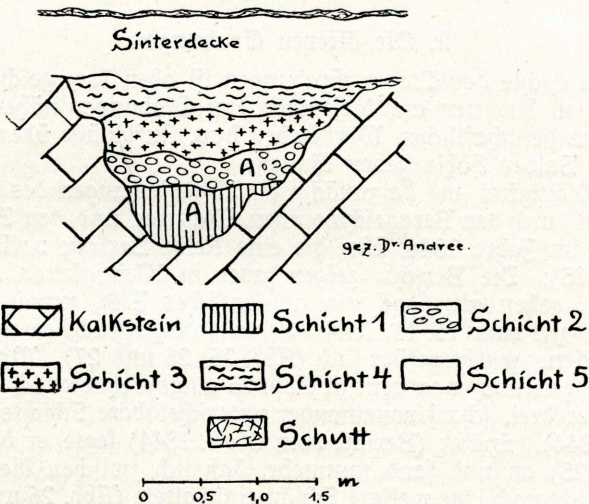 Sinterdecke
A
A
gez. Dr. Andree.
Kalkstein Schicht 1 Schicht 2
Schicht 3 Schicht 4 Schicht 5
Schutt
0 0,5 1,0 1,5 m